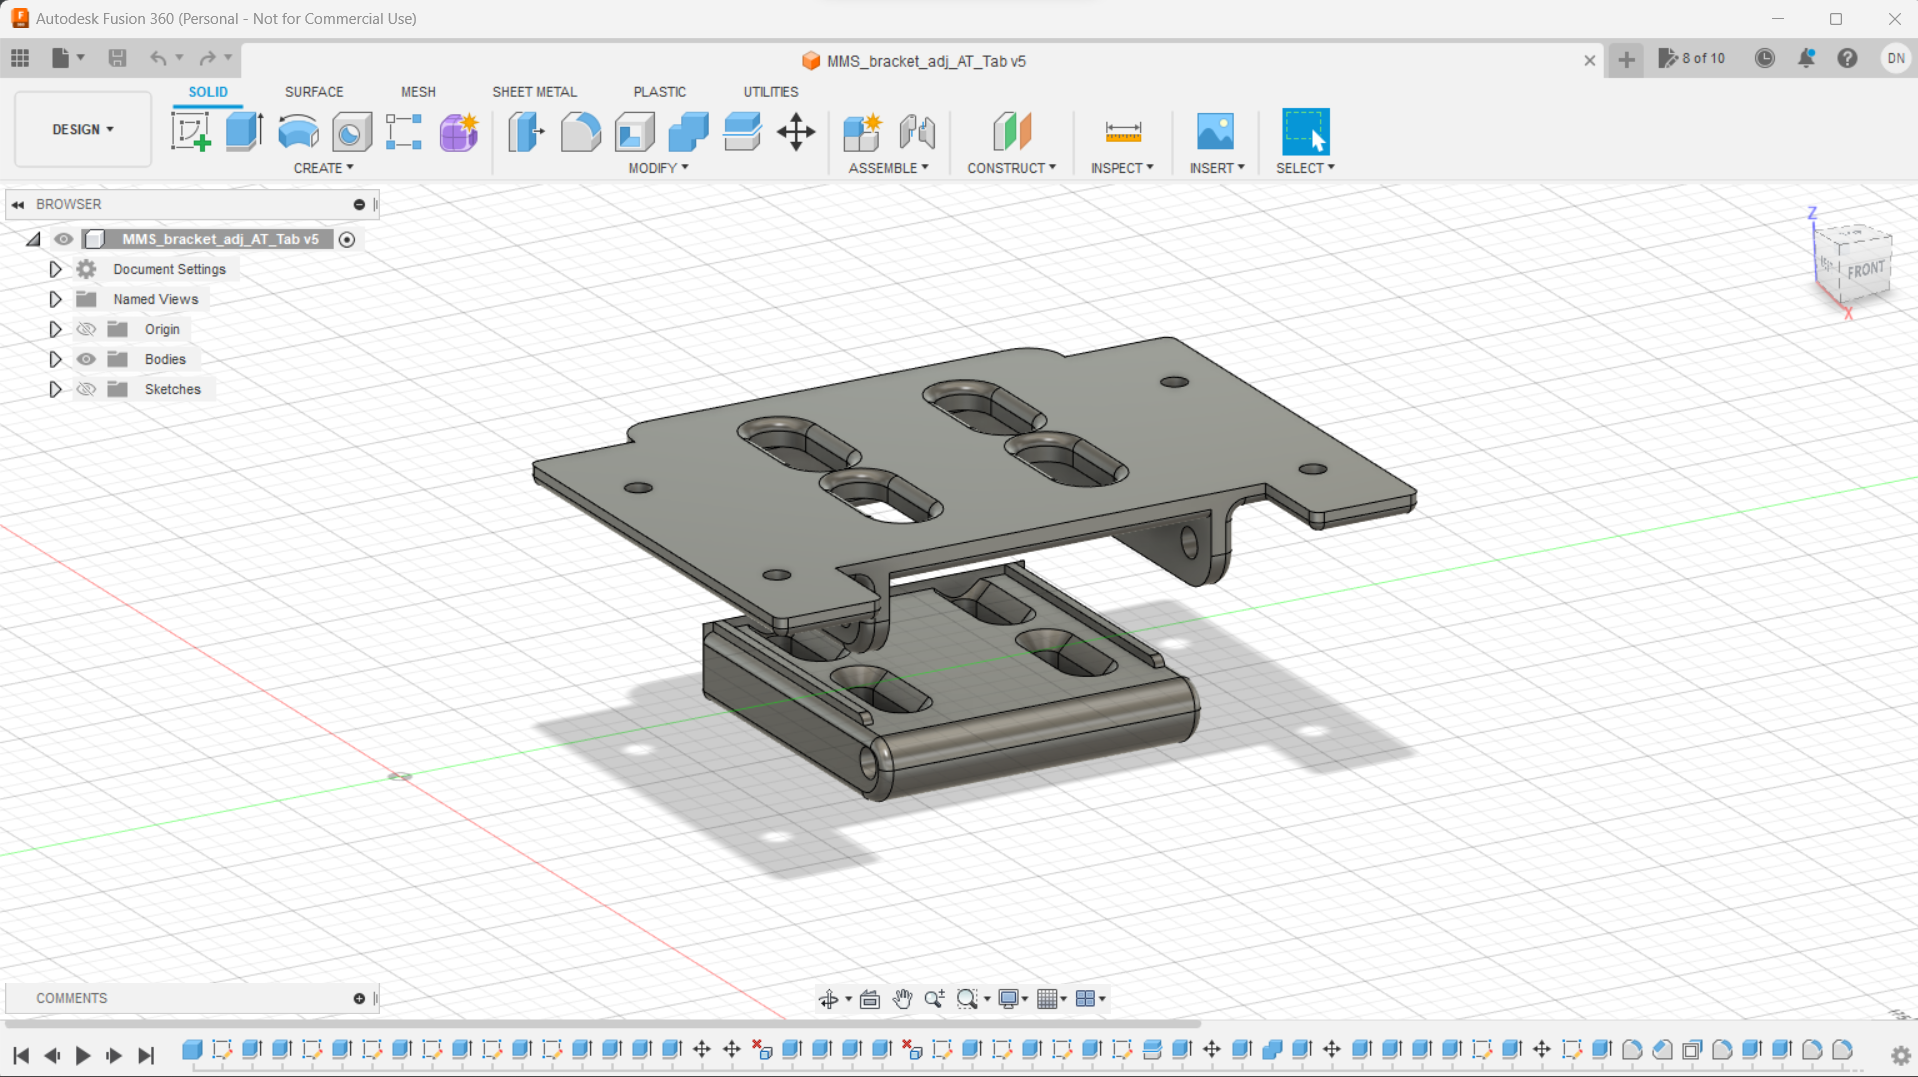 Autodesk Fusion 360 (Personal - Not for Commercial Use)
MMS_bracket_adj_AT_Tab v5
8 of 10
DN
SOLID
SURFACE
MESH
SHEET METAL
PLASTIC
UTILITIES
DESIGN
CREATE
MODIFY
ASSEMBLE
CONSTRUCT
INSPECT
INSERT
SELECT
BROWSER
MMS_bracket_adj_AT_Tab v5
Document Settings
Named Views
Origin
Bodies
Sketches
Z
FRONT
X
COMMENTS